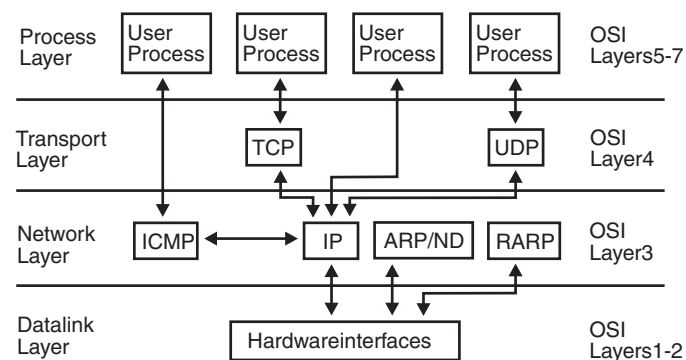 Process
Layer
User
Process
User
Process
User
Process
User
Process
OSI
Layers5-7
Transport
Layer
TCP
UDP
OSI
Layer4
Network
Layer
ICMP
IP
ARP/ND
RARP
OSI
Layer3
Datalink
Layer
Hardwareinterfaces
OSI
Layers1-2